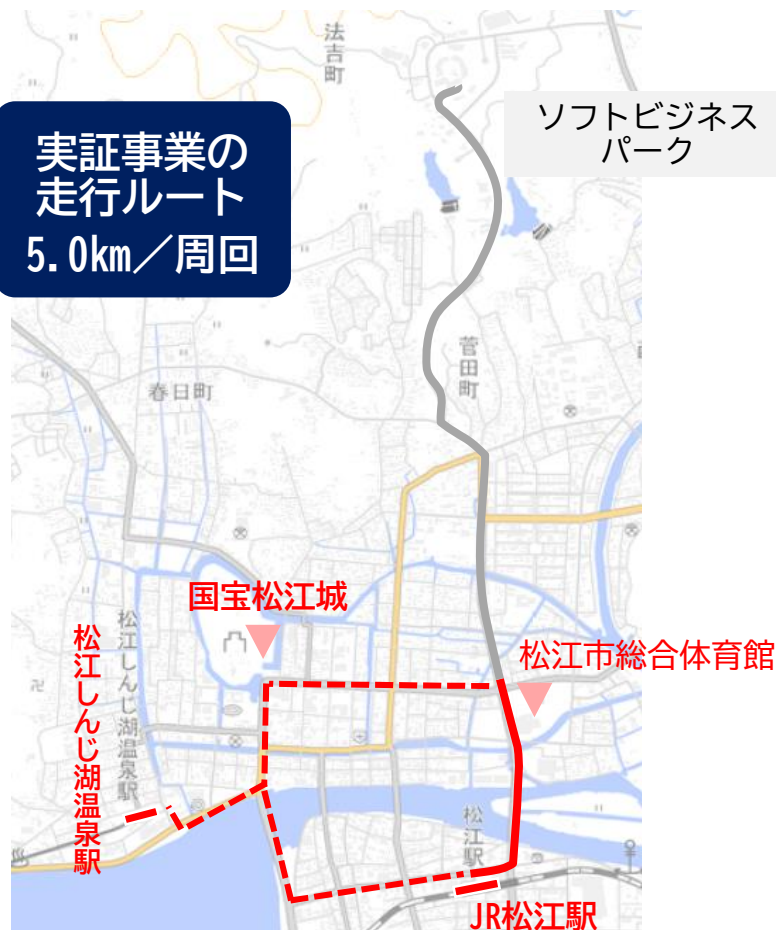 法吉町
実証事業の
走行ルート
5.0km／周回
ソフトビジネス
パーク
菅田町
春日町
国宝松江城
松江しんじ湖温泉駅
松江しんじ湖温泉駅
松江市総合体育館
松江駅
JR松江駅